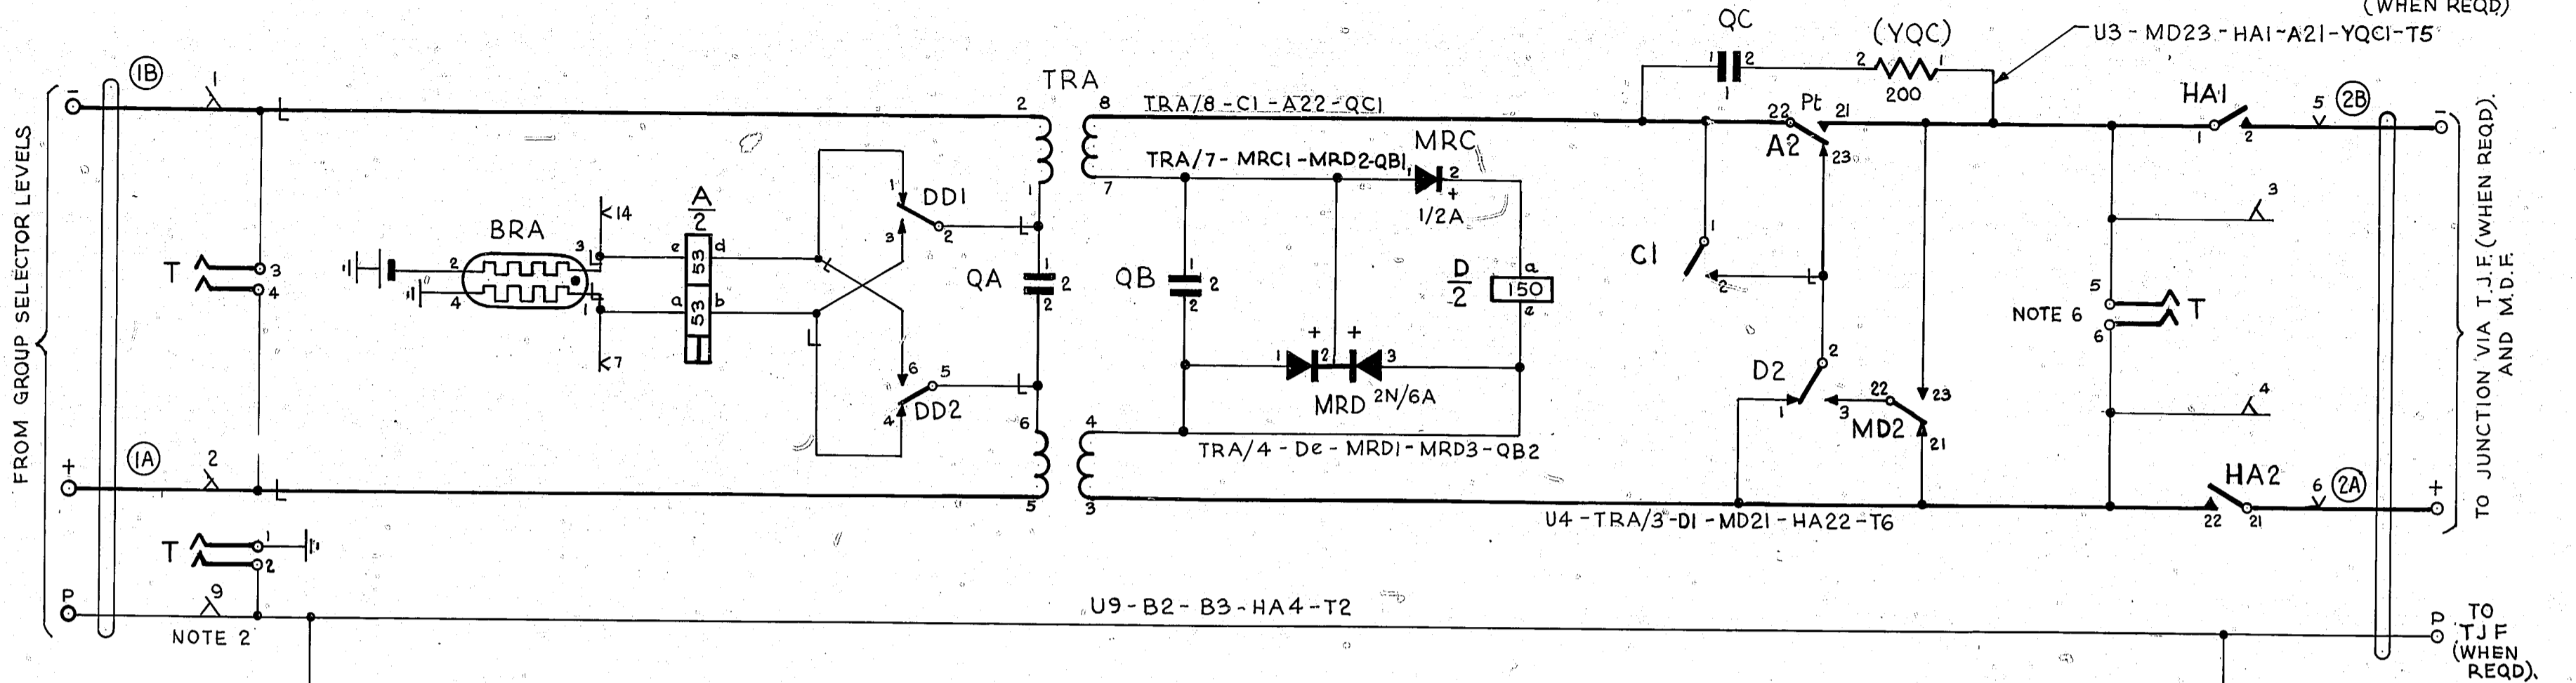 (WHEN REQD)
U3-MD23-HA1-A21-YQC1-T5
QC
(YQC)
1 2
1
2 1
200
FROM GROUP SELECTOR LEVELS
1B
-
1
L
TRA
2
8
TRA/8-C1-A22-QC1
22 Pt 21
A2
23
HA1
1 2
5 2B
-
TRA/7-MRC1-MRD2-QB1
7
1
MRC
1 2
+
1/2A
3
T
3
4
BRA
2
4
3
1
14
7
A
2
e 53 d
a 53 b
L
L
L
L
1
DD1
3
2
L
6
5
4
DD2
L
QA
1
2
2
QB
1
2
2
D
2
a
150
e
C1
1
2
L
NOTE 6
5
6
T
+ +
1 2 3
MRD 2N/6A
D2
2
1
3
22 23
MD2
21
4
6
4
TRA/4-De-MRD1-MRD3-QB2
1A
+
2
L
5
3
U4-TRA/3-D1-MD21-HA22-T6
HA2
22 21
6 2A
+
TO JUNCTION VIA T.J.F. (WHEN REQD).
AND M.D.F.
T
1
2
P
9
NOTE 2
U9-B2-B3-HA4-T2
P
TO
TJF
(WHEN
REQD).